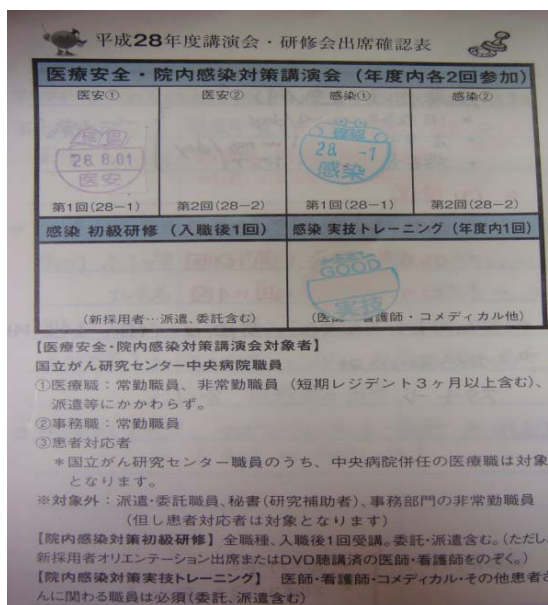 平成28年度講演会・研修会出席確認表
医療安全・院内感染対策講演会（年度内各2回参加）
医安① 医安② 感染① 感染②
確認 確認
28.8.01 28. -1
医安 感染
第1回(28−1) 第2回(28−2) 第1回(28−1) 第2回(28−2)
感染 初級研修 （入職後1回） 感染 実技トレーニング（年度内1回）
GOOD
実技
(新採用者…派遣、委託含む) (医師・看護師・コメディカル他)
【医療安全・院内感染対策講演会対象者】
国立がん研究センター中央病院職員
①医療職：常勤職員、非常勤職員（短期レジデント３ヶ月以上含む）、
派遣等にかかわらず。
②事務職：常勤職員
③患者対応者
＊国立がん研究センター職員のうち、中央病院併任の医療職は対象
となります。
※対象外：派遣・委託職員、秘書(研究補助者)、事務部門の非常勤職員
(但し患者対応者は対象となります)
【院内感染対策初級研修】全職種、入職後1回受講。委託・派遣含む。(ただし、
新採用者オリエンテーション出席またはDVD聴講済の医師・看護師をのぞく。)
【院内感染対策実技トレーニング】 医師・看護師・コメディカル・その他患者さ
んに関わる職員は必須(委託、派遣含む)